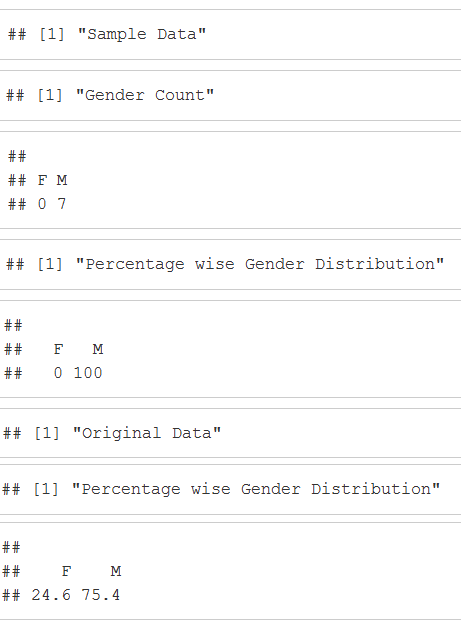 ## [1] "Sample Data"
## [1] "Gender Count"
##
## F M
## 0 7
## [1] "Percentage wise Gender Distribution"
##
##   F   M
##   0 100
## [1] "Original Data"
## [1] "Percentage wise Gender Distribution"
##
##    F    M
## 24.6 75.4